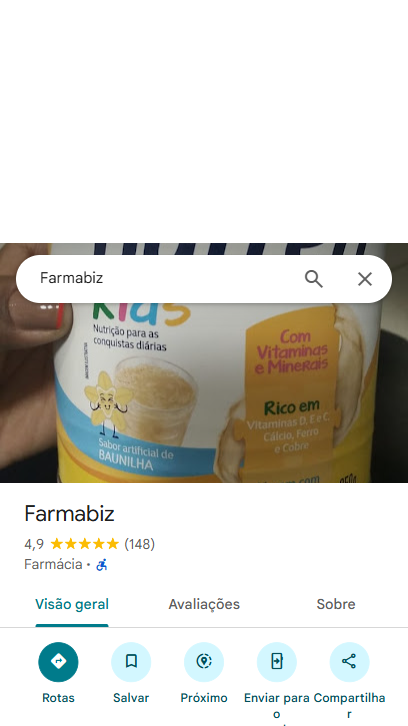 Farmabiz
Kids
Nutrição para as
conquistas diárias
Com
Vitaminas
e Minerais
Rico em
Vitaminas D, E e C,
Cálcio, Ferro
e Cobre
Sabor artificial de
BAUNILHA
Farmabiz
4,9 (148)
Farmácia ·
Visão geral Avaliações Sobre
Rotas Salvar Próximo Enviar para Compartilha
o r